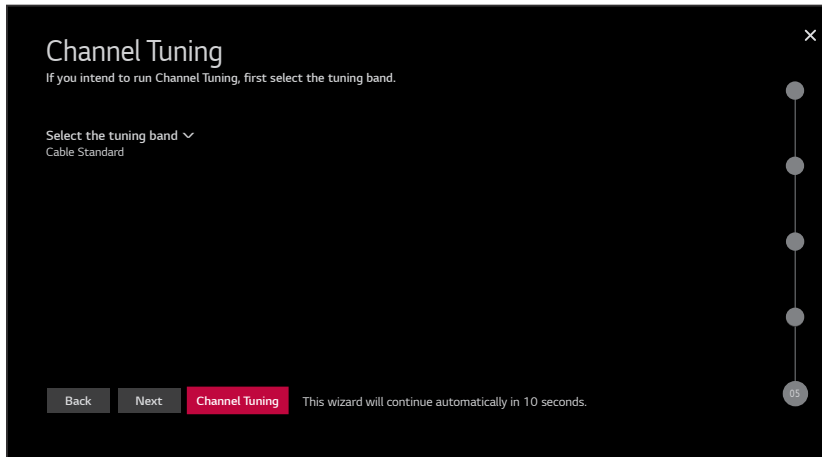 Channel Tuning
If you intend to run Channel Tuning, first select the tuning band.
Select the tuning band
Cable Standard
Back
Next
Channel Tuning
This wizard will continue automatically in 10 seconds.
05